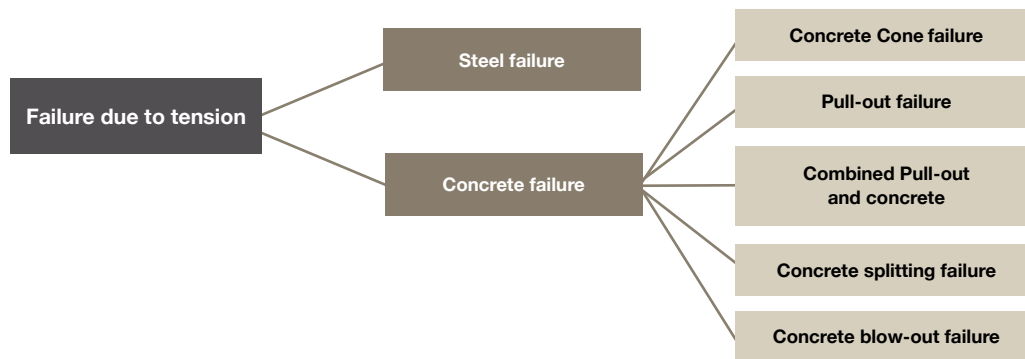 Failure due to tension
Steel failure
Concrete failure
Concrete Cone failure
Pull-out failure
Combined Pull-out
and concrete
Concrete splitting failure
Concrete blow-out failure